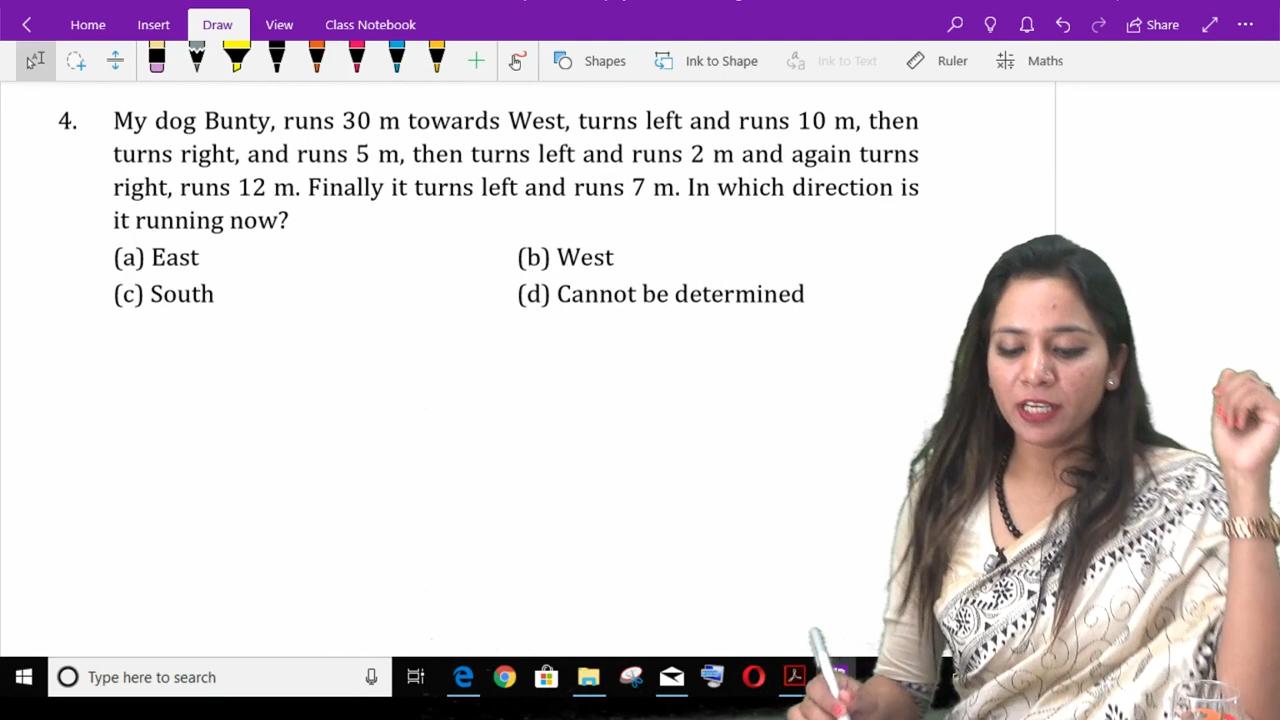 Home Insert Draw View Class Notebook Share
Shapes Ink to Shape Ink to Text Ruler Maths
4. My dog Bunty, runs 30 m towards West, turns left and runs 10 m, then
turns right, and runs 5 m, then turns left and runs 2 m and again turns
right, runs 12 m. Finally it turns left and runs 7 m. In which direction is
it running now?
(a) East (b) West
(c) South (d) Cannot be determined
Type here to search